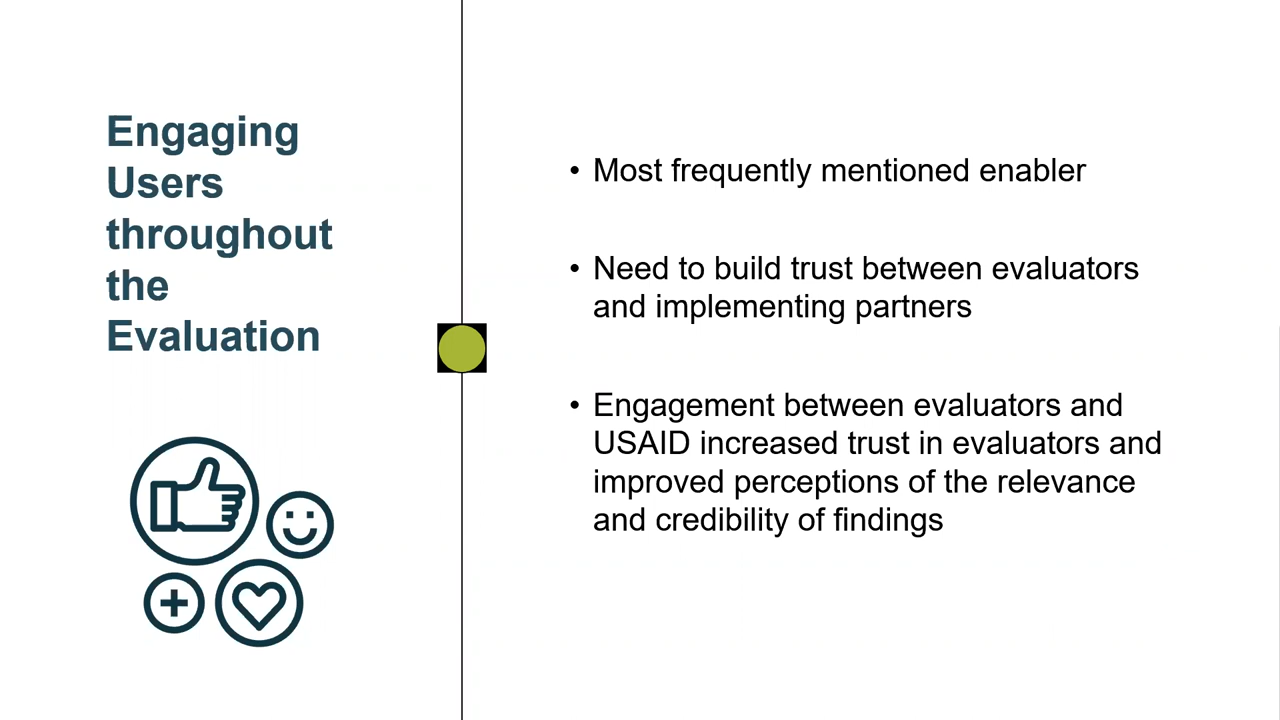 Engaging
Users
throughout
the
Evaluation
• Most frequently mentioned enabler
• Need to build trust between evaluators
and implementing partners
• Engagement between evaluators and
USAID increased trust in evaluators and
improved perceptions of the relevance
and credibility of findings